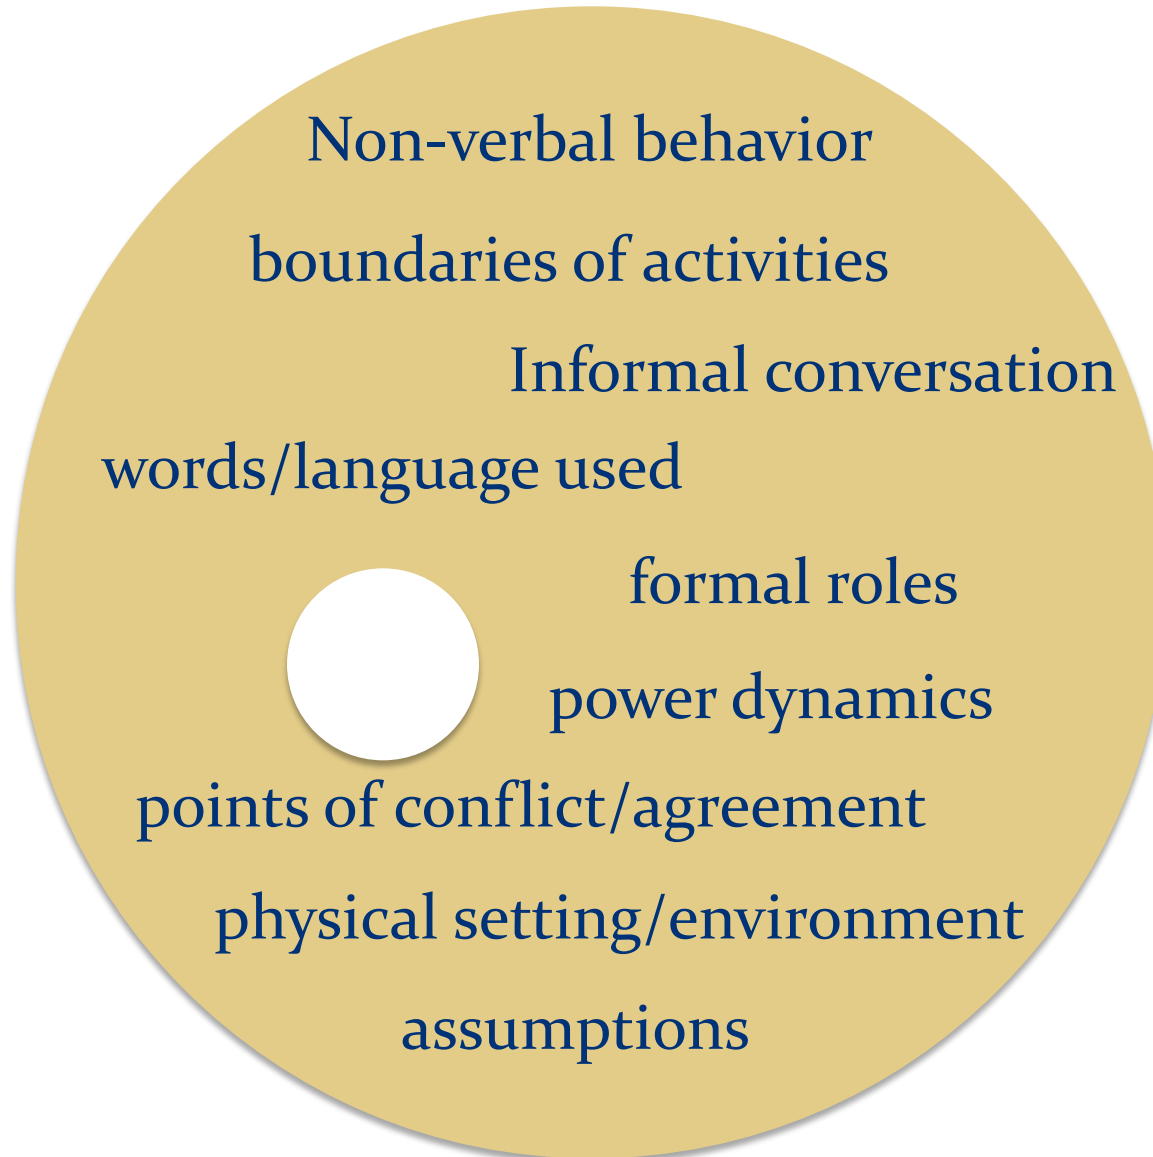 Non-verbal behavior
boundaries of activities
Informal conversation
words/language used
formal roles
power dynamics
points of conflict/agreement
physical setting/environment
assumptions